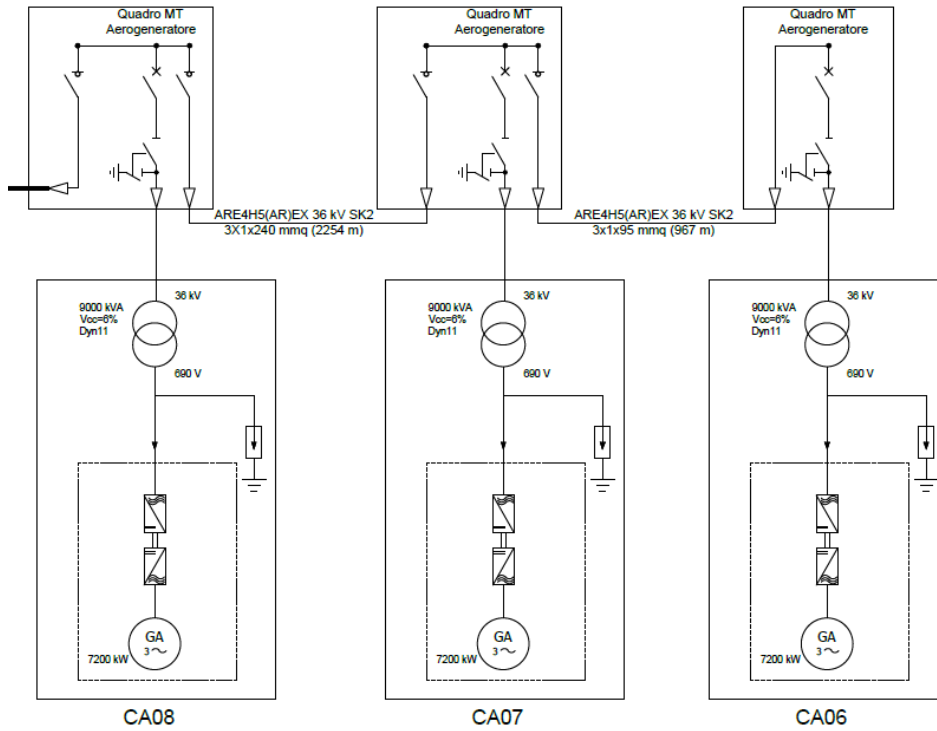 Quadro MT
Aerogeneratore
Quadro MT
Aerogeneratore
Quadro MT
Aerogeneratore
ARE4H5(AR)EX 36 kV SK2
3X1x240 mmq (2254 m)
ARE4H5(AR)EX 36 kV SK2
3x1x95 mmq (967 m)
36 kV
9000 kVA
Vcc=6%
Dyn11
690 V
36 kV
9000 kVA
Vcc=6%
Dyn11
690 V
36 kV
9000 kVA
Vcc=6%
Dyn11
690 V
GA
3
7200 kW
GA
3
7200 kW
GA
3
7200 kW
CA08
CA07
CA06